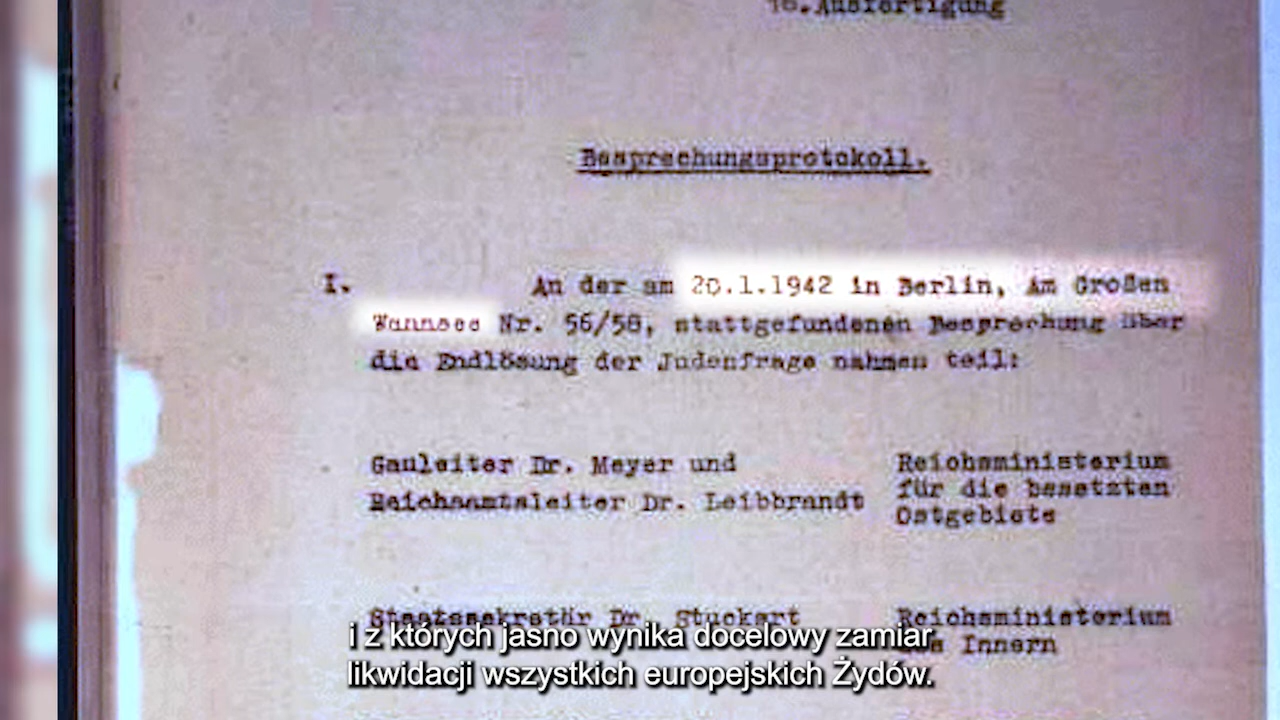 16.Ausfertigung
Besprechungsprotokoll.
I. An der am 20.1.1942 in Berlin, Am Großen
Wannsee Nr. 56/58, stattgefundenen Besprechung über
die Endlösung der Judenfrage nahmen teil:
Gauleiter Dr. Meyer und
Reichsamtsleiter Dr. Leibbrandt
Reichsministerium
für die besetzten
Ostgebiete
Staatssekretär Dr. Stuckart
Reichsministerium
des Innern
i z których jasno wynika docelowy zamiar
likwidacji wszystkich europejskich Żydów.